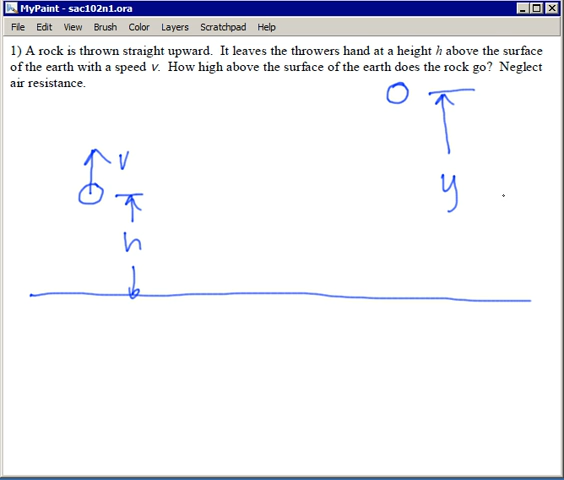 MyPaint - sac102n1.ora
File Edit View Brush Color Layers Scratchpad Help
1) A rock is thrown straight upward. It leaves the throwers hand at a height h above the surface
of the earth with a speed v. How high above the surface of the earth does the rock go? Neglect
air resistance.
v
y
h